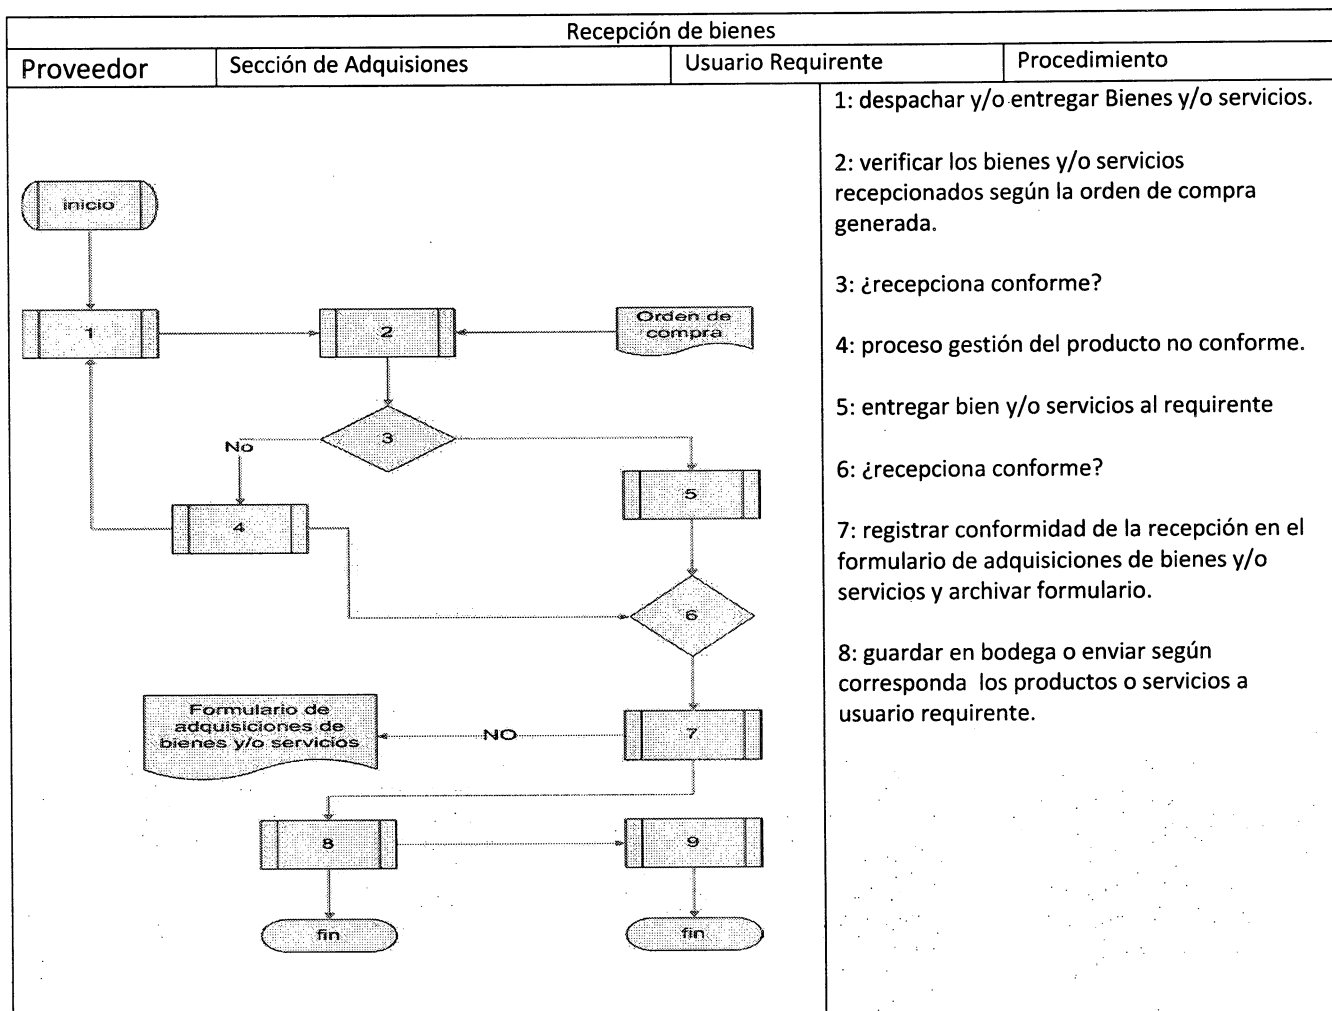 Recepción de bienes
Proveedor
Sección de Adquisiones
Usuario Requirente
Procedimiento
inicio
1
2
Orden de
compra
3
No
4
5
6
Formulario de
adquisiciones de
bienes y/o servicios
NO
7
8
9
fin
fin
1: despachar y/o entregar Bienes y/o servicios.
2: verificar los bienes y/o servicios
recepcionados según la orden de compra
generada.
3: ¿recepciona conforme?
4: proceso gestión del producto no conforme.
5: entregar bien y/o servicios al requirente
6: ¿recepciona conforme?
7: registrar conformidad de la recepción en el
formulario de adquisiciones de bienes y/o
servicios y archivar formulario.
8: guardar en bodega o enviar según
corresponda  los productos o servicios a
usuario requirente.